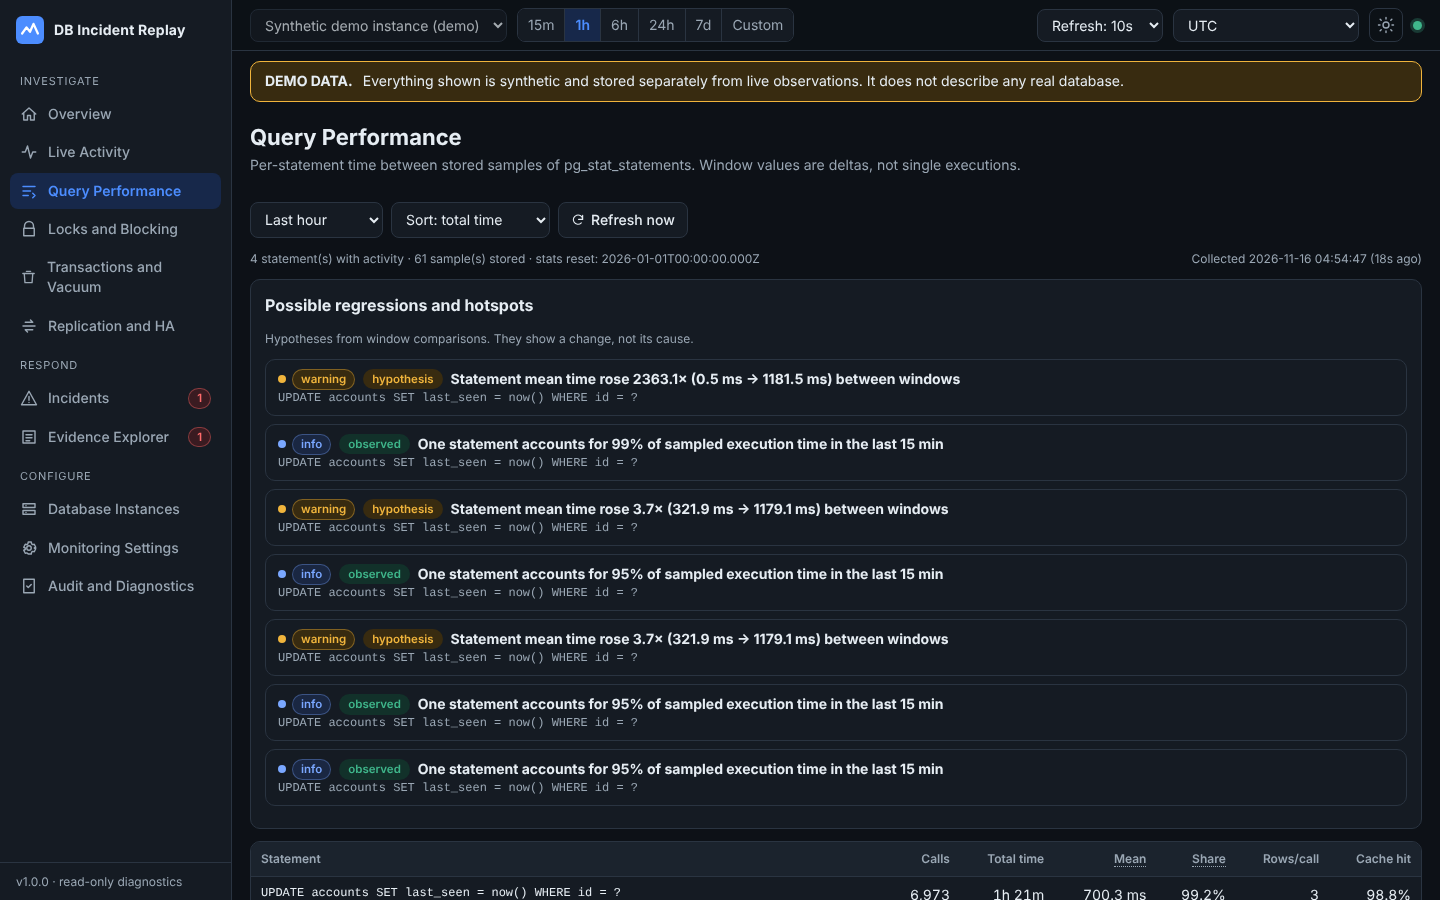 DB Incident Replay
INVESTIGATE
Overview
Live Activity
Query Performance
Locks and Blocking
Transactions and
Vacuum
Replication and HA
RESPOND
Incidents 1
Evidence Explorer 1
CONFIGURE
Database Instances
Monitoring Settings
Audit and Diagnostics
v1.0.0 · read-only diagnostics
Synthetic demo instance (demo) 15m 1h 6h 24h 7d Custom Refresh: 10s UTC
DEMO DATA. Everything shown is synthetic and stored separately from live observations. It does not describe any real database.
Query Performance
Per-statement time between stored samples of pg_stat_statements. Window values are deltas, not single executions.
Last hour Sort: total time Refresh now
4 statement(s) with activity · 61 sample(s) stored · stats reset: 2026-01-01T00:00:00.000Z Collected 2026-11-16 04:54:47 (18s ago)
Possible regressions and hotspots
Hypotheses from window comparisons. They show a change, not its cause.
warning hypothesis Statement mean time rose 2363.1× (0.5 ms → 1181.5 ms) between windows
UPDATE accounts SET last_seen = now() WHERE id = ?
info observed One statement accounts for 99% of sampled execution time in the last 15 min
UPDATE accounts SET last_seen = now() WHERE id = ?
warning hypothesis Statement mean time rose 3.7× (321.9 ms → 1179.1 ms) between windows
UPDATE accounts SET last_seen = now() WHERE id = ?
info observed One statement accounts for 95% of sampled execution time in the last 15 min
UPDATE accounts SET last_seen = now() WHERE id = ?
warning hypothesis Statement mean time rose 3.7× (321.9 ms → 1179.1 ms) between windows
UPDATE accounts SET last_seen = now() WHERE id = ?
info observed One statement accounts for 95% of sampled execution time in the last 15 min
UPDATE accounts SET last_seen = now() WHERE id = ?
info observed One statement accounts for 95% of sampled execution time in the last 15 min
UPDATE accounts SET last_seen = now() WHERE id = ?
Statement Calls Total time Mean Share Rows/call Cache hit
UPDATE accounts SET last_seen = now() WHERE id = ? 6,973 1h 21m 700.3 ms 99.2% 3 98.8%